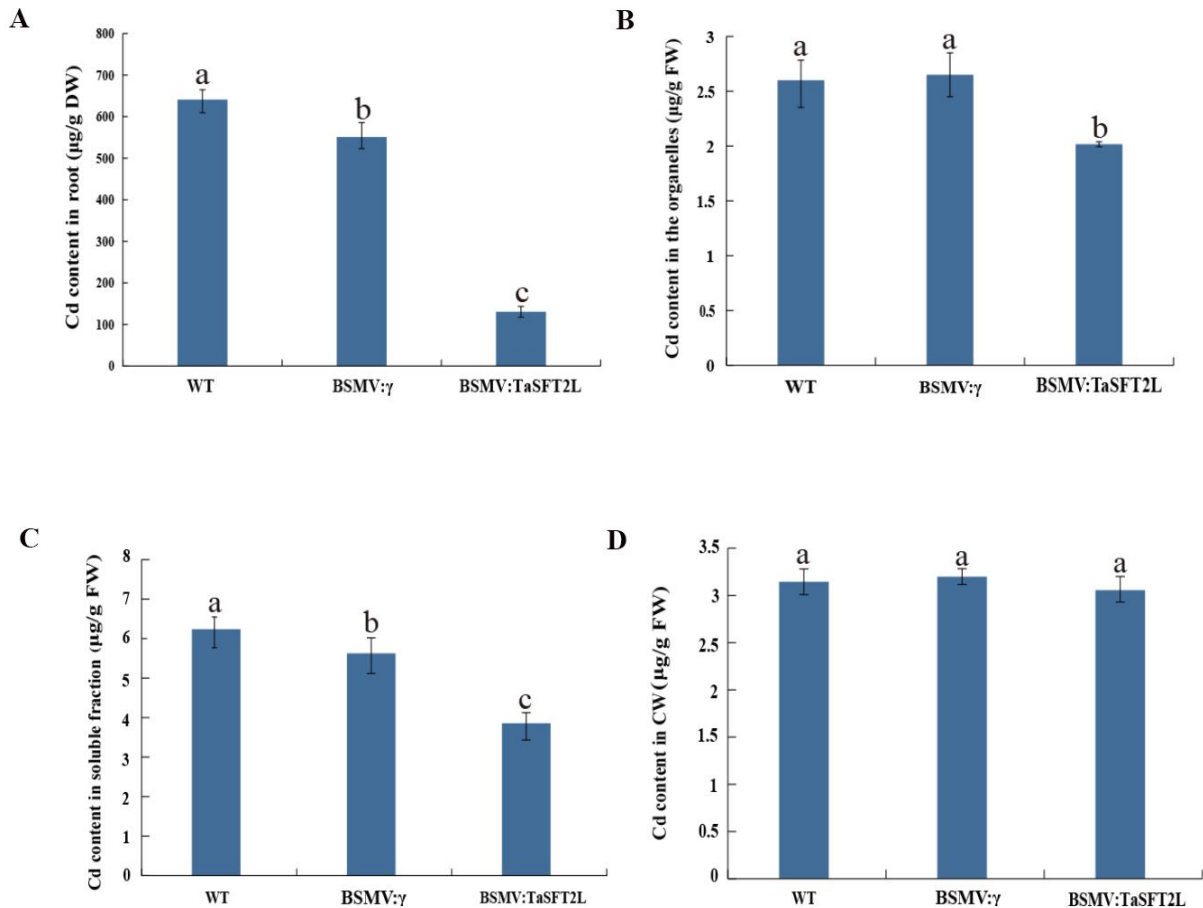 A
Cd content in root (µg/g DW)
800
700
600
500
400
300
200
100
0
a
b
c
WT
BSMV:γ
BSMV:TaSFT2L
B
Cd content in the organelles (µg/g FW)
3
2.5
2
1.5
1
0.5
0
a
a
b
WT
BSMV:γ
BSMV:TaSFT2L
C
Cd content in soluble fraction (µg/g FW)
8
7
6
5
4
3
2
1
0
a
b
c
WT
BSMV:γ
BSMV:TaSFT2L
D
Cd content in CW (µg/g FW)
3.5
3
2.5
2
1.5
1
0.5
0
a
a
a
WT
BSMV:γ
BSMV:TaSFT2L